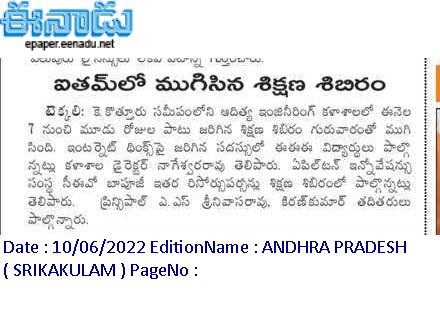 ఈనాడు
epaper.eenadu.net
ఐతమ్‌లో ముగిసిన శిక్షణ శిబిరం
టెక్కలి: కె.కొత్తూరు సమీపంలోని ఆదిత్య ఇంజినీరింగ్ కళాశాలలో ఈనెల
7 నుంచి మూడు రోజుల పాటు జరిగిన శిక్షణ శిబిరం గురువారంతో ముగి
సింది. ఇంటర్నెట్ థింక్స్‌పై జరిగిన సదస్సులో ఈఈఈ విద్యార్థులు పాల్గొ
న్నట్లు కళాశాల డైరెక్టర్ నాగేశ్వరరావు తెలిపారు. ఏపిల్‌టన్ ఇన్నోవేషన్స్
సంస్థ సీఈవో బాపూజీ ఇతర రిసోర్సుపర్సన్లు శిక్షణ శిబిరంలో పాల్గొన్నట్లు
తెలిపారు. ప్రిన్సిపాల్ ఎ.ఎస్ శ్రీనివాసరావు, కిరణ్‌కుమార్ తదితరులు
పాల్గొన్నారు.
Date : 10/06/2022 EditionName : ANDHRA PRADESH
( SRIKAKULAM ) PageNo :